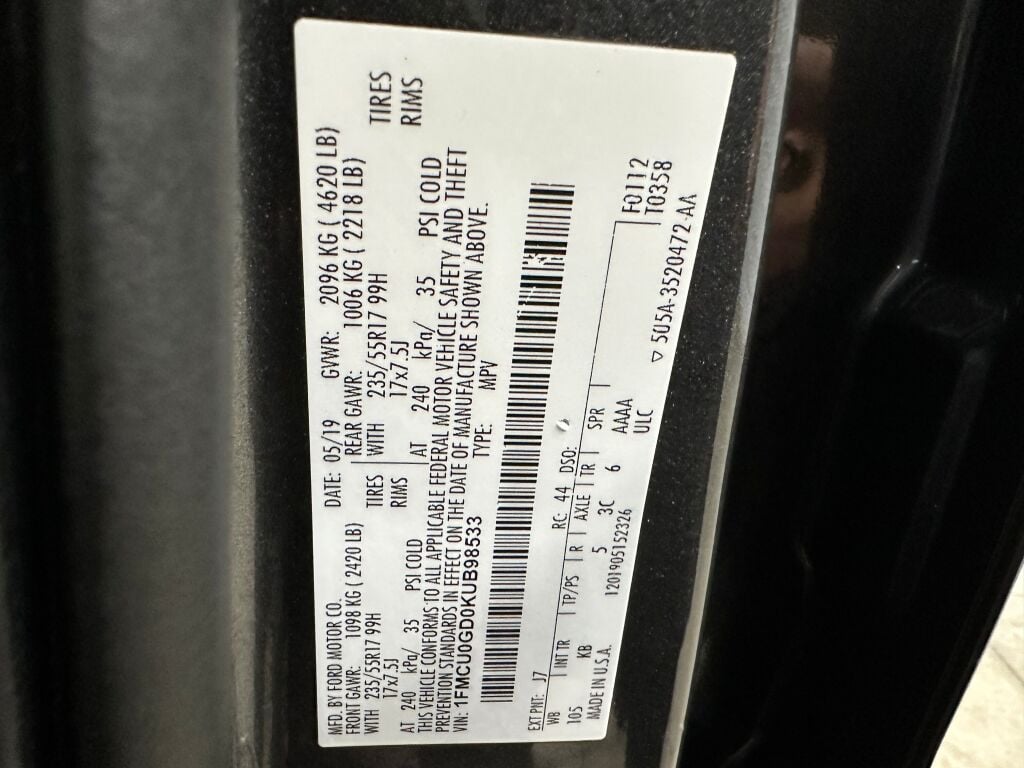 MFD. BY FORD MOTOR CO. DATE: 05/19 GVWR: 2096 KG ( 4620 LB)
FRONT GAWR: 1098 KG ( 2420 LB) REAR GAWR: 1006 KG ( 2218 LB)
WITH 235/55R17 99H TIRES WITH 235/55R17 99H TIRES
17x7.5J RIMS 17x7.5J RIMS
AT 240 kPa/ 35 PSI COLD AT 240 kPa/ 35 PSI COLD
THIS VEHICLE CONFORMS TO ALL APPLICABLE FEDERAL MOTOR VEHICLE SAFETY AND THEFT
PREVENTION STANDARDS IN EFFECT ON THE DATE OF MANUFACTURE SHOWN ABOVE.
VIN: 1FMCU0GD0KUB98533 TYPE: MPV
EXT PNT: J7 RC: 44 DSO: F0112
WB INT TR TP/PS R AXLE TR SPR T0358
105 KB 5 3C 6 AAAA
MADE IN U.S.A. 1201905152326 ULC
▽ 5U5A-3520472-AA